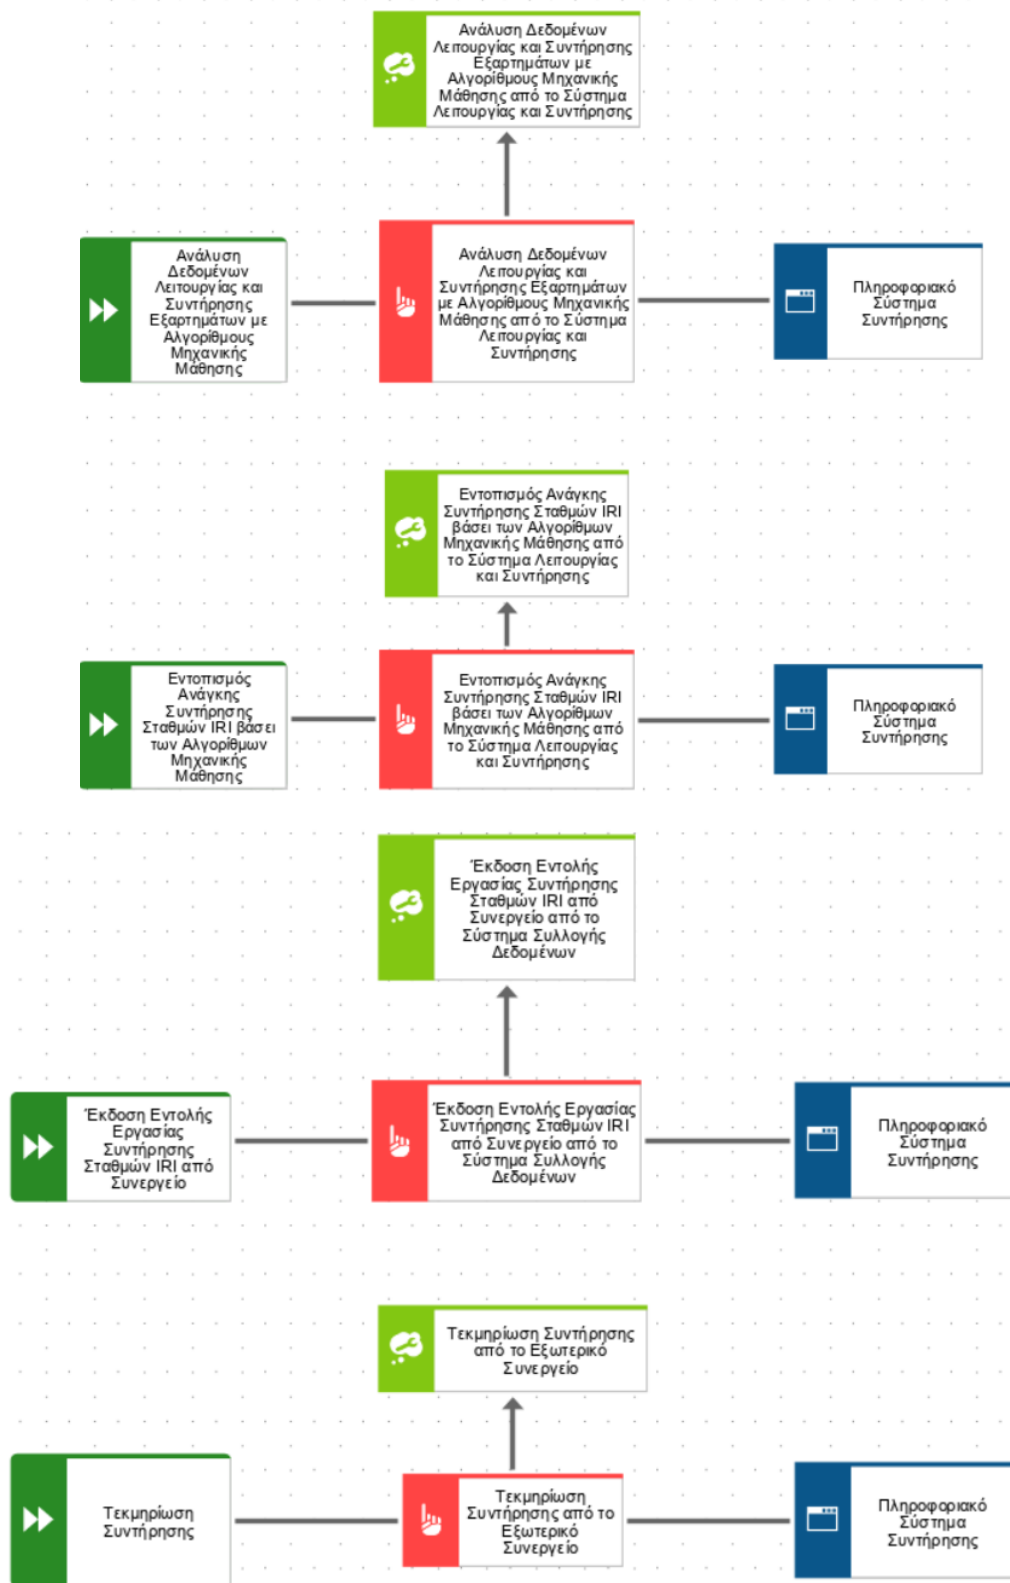 Ανάλυση Δεδομένων
Λειτουργίας και Συντήρησης
Εξαρτημάτων με
Αλγορίθμους Μηχανικής
Μάθησης από το Σύστημα
Λειτουργίας και Συντήρησης
Ανάλυση
Δεδομένων
Λειτουργίας και
Συντήρησης
Εξαρτημάτων με
Αλγορίθμους
Μηχανικής
Μάθησης
Ανάλυση Δεδομένων
Λειτουργίας και
Συντήρησης Εξαρτημάτων
με Αλγορίθμους Μηχανικής
Μάθησης από το Σύστημα
Λειτουργίας και
Συντήρησης
Πληροφοριακό
Σύστημα
Συντήρησης
Εντοπισμός Ανάγκης
Συντήρησης Σταθμών IRI
βάσει των Αλγορίθμων
Μηχανικής Μάθησης από
το Σύστημα Λειτουργίας
και Συντήρησης
Εντοπισμός
Ανάγκης
Συντήρησης
Σταθμών IRI βάσει
των Αλγορίθμων
Μηχανικής
Μάθησης
Εντοπισμός Ανάγκης
Συντήρησης Σταθμών IRI
βάσει των Αλγορίθμων
Μηχανικής Μάθησης από
το Σύστημα Λειτουργίας
και Συντήρησης
Πληροφοριακό
Σύστημα
Συντήρησης
Έκδοση Εντολής
Εργασίας Συντήρησης
Σταθμών IRI από
Συνεργείο από το
Σύστημα Συλλογής
Δεδομένων
Έκδοση Εντολής
Εργασίας
Συντήρησης
Σταθμών IRI από
Συνεργείο
Έκδοση Εντολής Εργασίας
Συντήρησης Σταθμών IRI
από Συνεργείο από το
Σύστημα Συλλογής
Δεδομένων
Πληροφοριακό
Σύστημα
Συντήρησης
Τεκμηρίωση Συντήρησης
από το Εξωτερικό
Συνεργείο
Τεκμηρίωση
Συντήρησης
Τεκμηρίωση
Συντήρησης από το
Εξωτερικό
Συνεργείο
Πληροφοριακό
Σύστημα
Συντήρησης